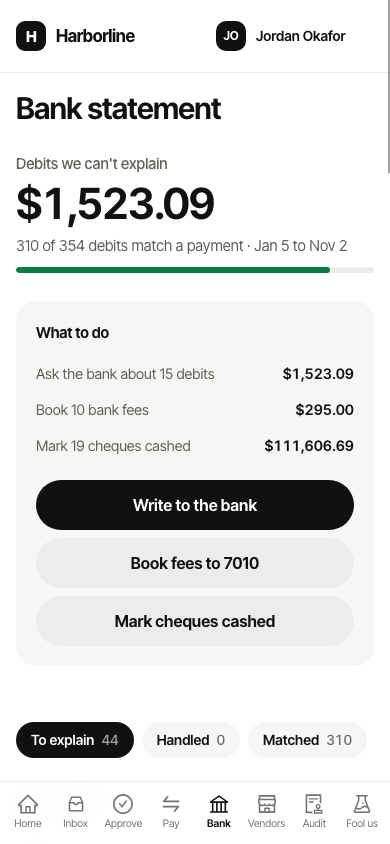 H Harborline JO Jordan Okafor
Bank statement
Debits we can't explain
$1,523.09
310 of 354 debits match a payment · Jan 5 to Nov 2
What to do
Ask the bank about 15 debits $1,523.09
Book 10 bank fees $295.00
Mark 19 cheques cashed $111,606.69
Write to the bank
Book fees to 7010
Mark cheques cashed
To explain 44 Handled 0 Matched 310
Home Inbox Approve Pay Bank Vendors Audit Fool us